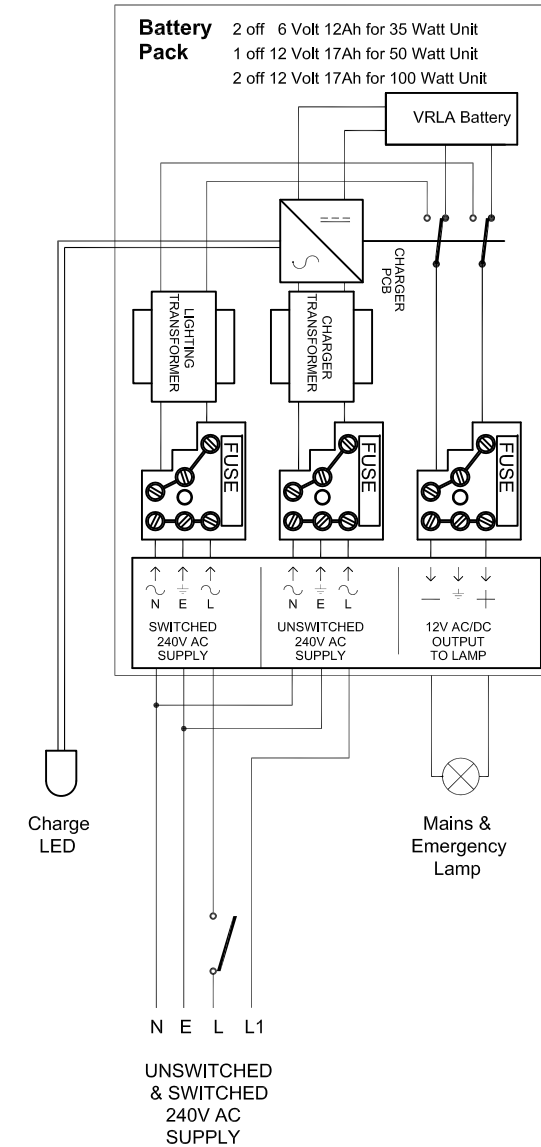 Battery 2 off 6 Volt 12Ah for 35 Watt Unit
Pack 1 off 12 Volt 17Ah for 50 Watt Unit
2 off 12 Volt 17Ah for 100 Watt Unit
VRLA Battery
CHARGER
PCB
LIGHTING
TRANSFORMER
CHARGER
TRANSFORMER
FUSE
FUSE
FUSE
N E L
N E L
SWITCHED
240V AC
SUPPLY
UNSWITCHED
240V AC
SUPPLY
12V AC/DC
OUTPUT
TO LAMP
Charge
LED
Mains &
Emergency
Lamp
N E L L1
UNSWITCHED
& SWITCHED
240V AC
SUPPLY